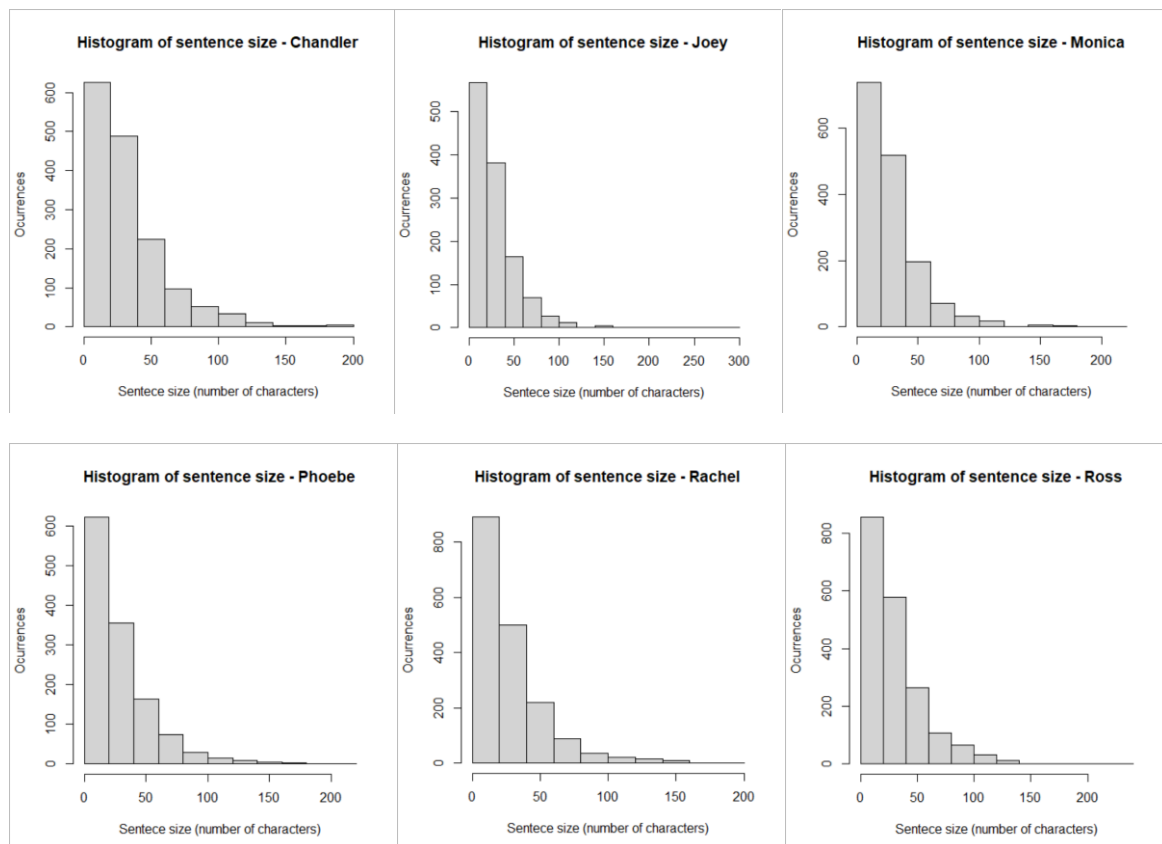 Histogram of sentence size - Chandler
Ocurrences
600
500
400
300
200
100
0
0 50 100 150 200
Sentece size (number of characters)
Histogram of sentence size - Joey
Ocurrences
500
400
300
200
100
0
0 50 100 150 200 250 300
Sentece size (number of characters)
Histogram of sentence size - Monica
Ocurrences
600
400
200
0
0 50 100 150 200
Sentece size (number of characters)
Histogram of sentence size - Phoebe
Ocurrences
600
500
400
300
200
100
0
0 50 100 150 200
Sentece size (number of characters)
Histogram of sentence size - Rachel
Ocurrences
800
600
400
200
0
0 50 100 150 200
Sentece size (number of characters)
Histogram of sentence size - Ross
Ocurrences
800
600
400
200
0
0 50 100 150 200
Sentece size (number of characters)